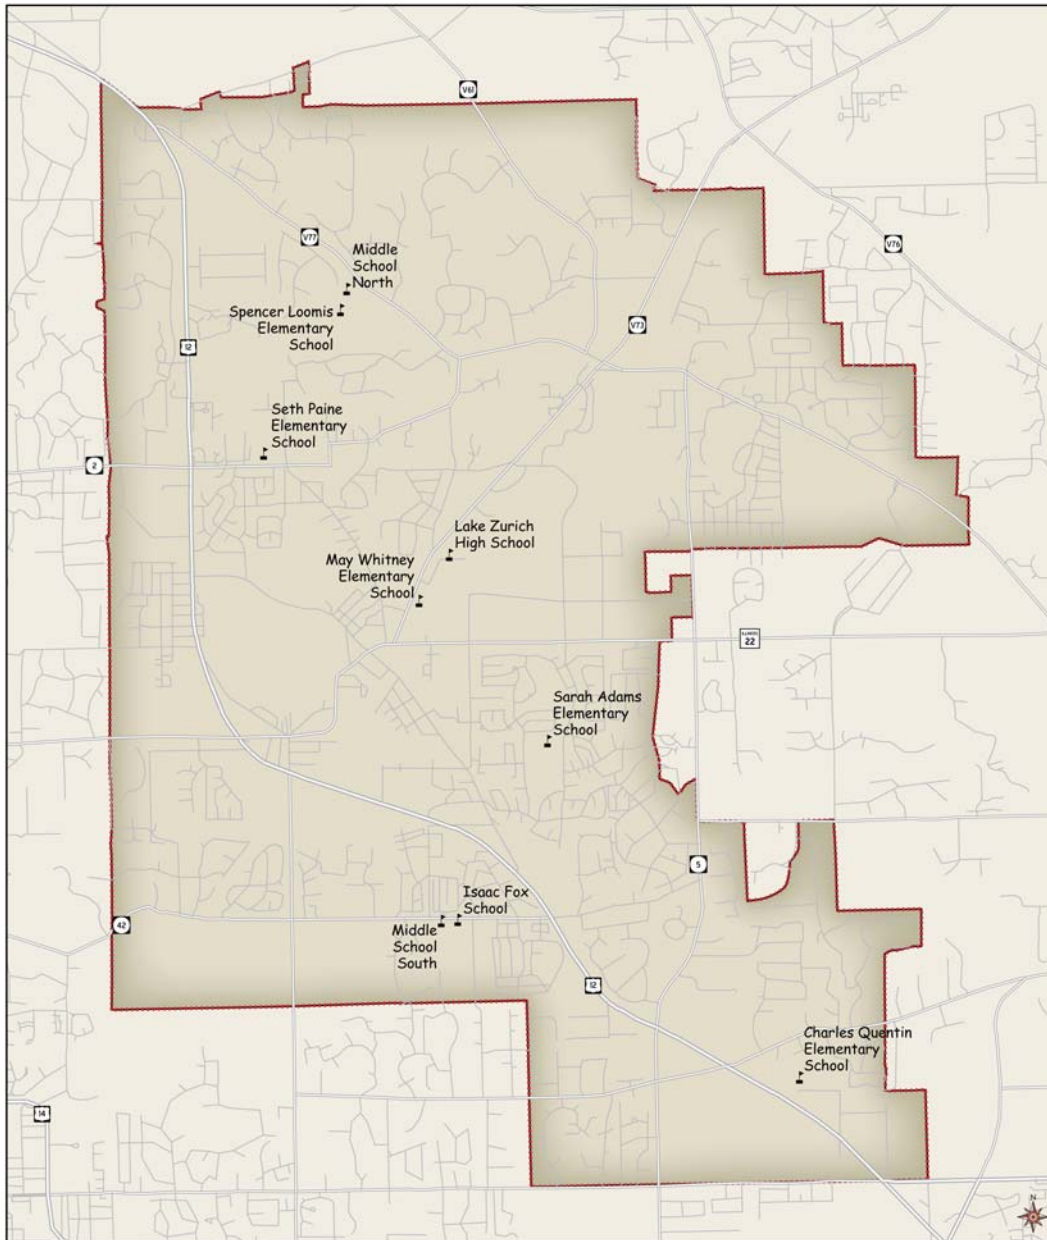 V61
V77
Middle
School
North
V76
Spencer Loomis
Elementary
School
V73
12
Seth Paine
Elementary
School
2
Lake Zurich
High School
May Whitney
Elementary
School
ILLINOIS
22
Sarah Adams
Elementary
School
5
Isaac Fox
School
42
Middle
School
South
12
Charles Quentin
Elementary
School
14
N